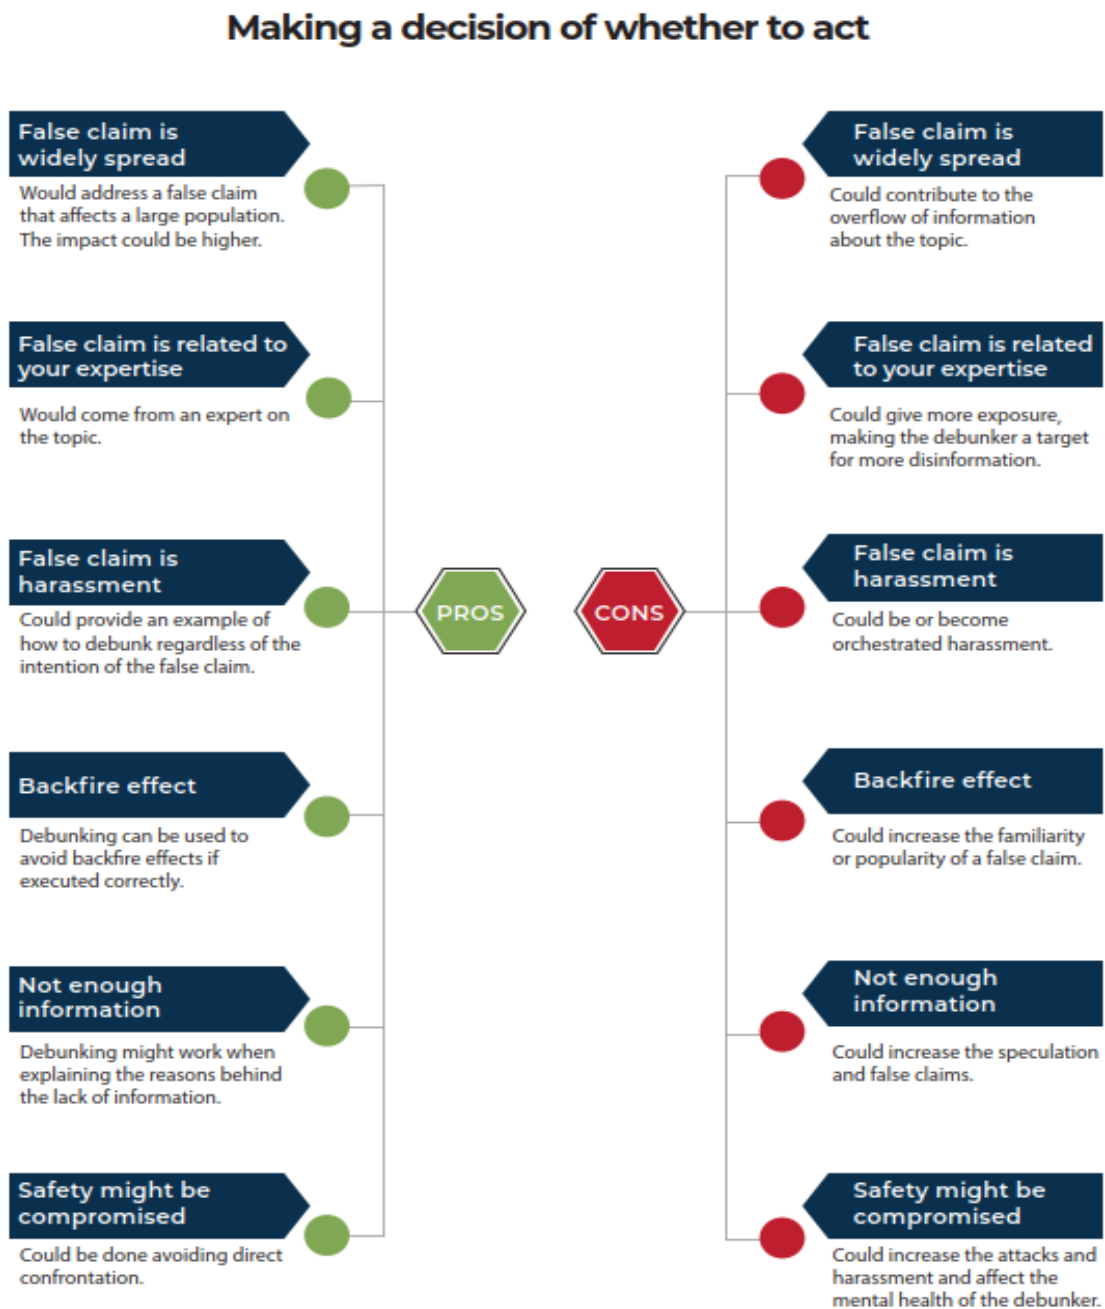 Making a decision of whether to act
False claim is
widely spread
Would address a false claim
that affects a large population.
The impact could be higher.
False claim is related to
your expertise
Would come from an expert on
the topic.
False claim is
harassment
Could provide an example of
how to debunk regardless of the
intention of the false claim.
Backfire effect
Debunking can be used to
avoid backfire effects if
executed correctly.
Not enough
information
Debunking might work when
explaining the reasons behind
the lack of information.
Safety might be
compromised
Could be done avoiding direct
confrontation.
PROS
CONS
False claim is
widely spread
Could contribute to the
overflow of information
about the topic.
False claim is related
to your expertise
Could give more exposure,
making the debunker a target
for more disinformation.
False claim is
harassment
Could be or become
orchestrated harassment.
Backfire effect
Could increase the familiarity
or popularity of a false claim.
Not enough
information
Could increase the speculation
and false claims.
Safety might be
compromised
Could increase the attacks and
harassment and affect the
mental health of the debunker.